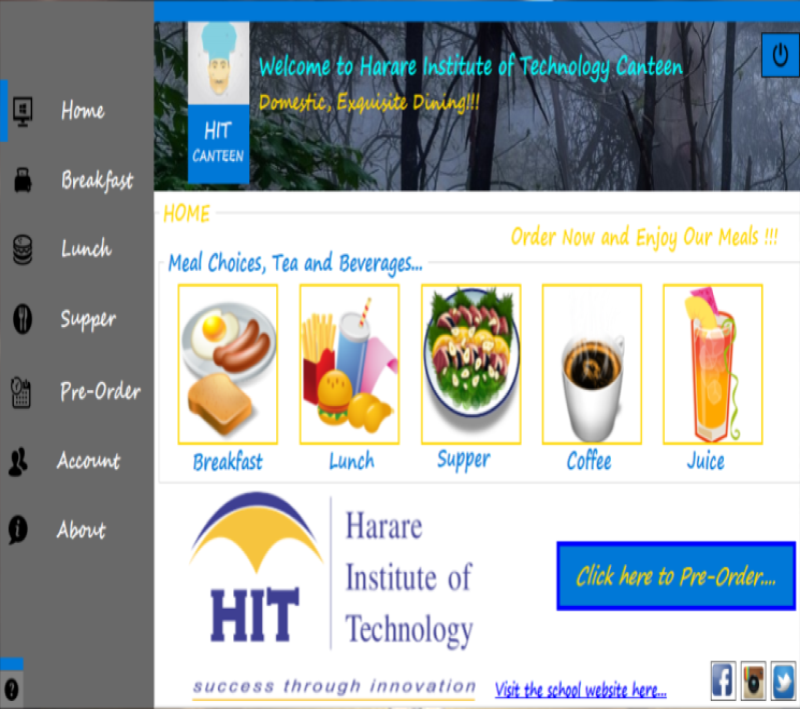 Home
Breakfast
Lunch
Supper
Pre-Order
Account
About
?
HIT
CANTEEN
Welcome to Harare Institute of Technology Canteen
Domestic, Exquisite Dining!!!
HOME
Order Now and Enjoy Our Meals !!!
Meal Choices, Tea and Beverages...
Breakfast
Lunch
Supper
Coffee
Juice
HIT
Harare
Institute of
Technology
success through innovation
Click here to Pre-Order....
Visit the school website here...